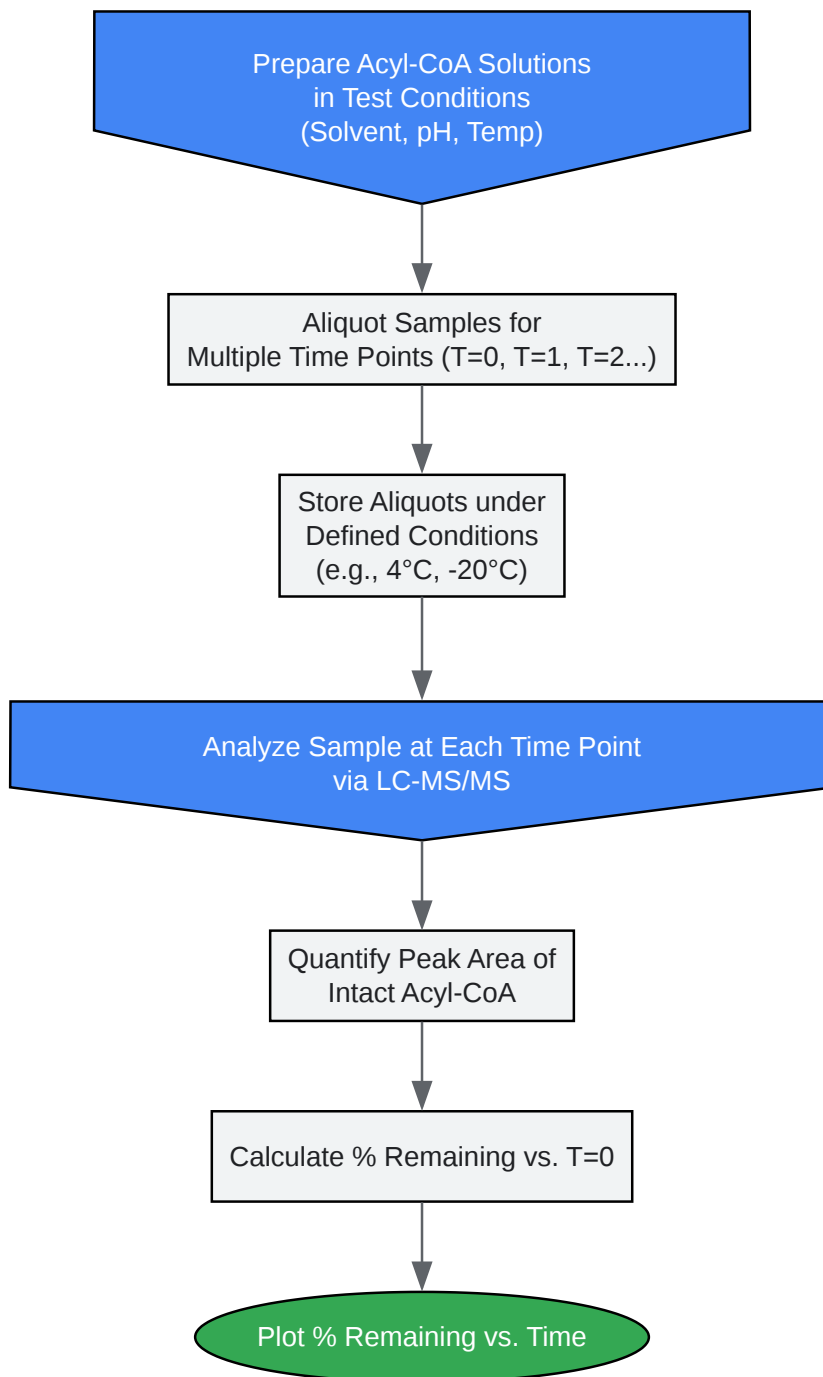 Prepare Acyl-CoA Solutions
in Test Conditions
(Solvent, pH, Temp)
Aliquot Samples for
Multiple Time Points (T=0, T=1, T=2...)
Store Aliquots under
Defined Conditions
(e.g., 4°C, -20°C)
Analyze Sample at Each Time Point
via LC-MS/MS
Quantify Peak Area of
Intact Acyl-CoA
Calculate % Remaining vs. T=0
Plot % Remaining vs. Time